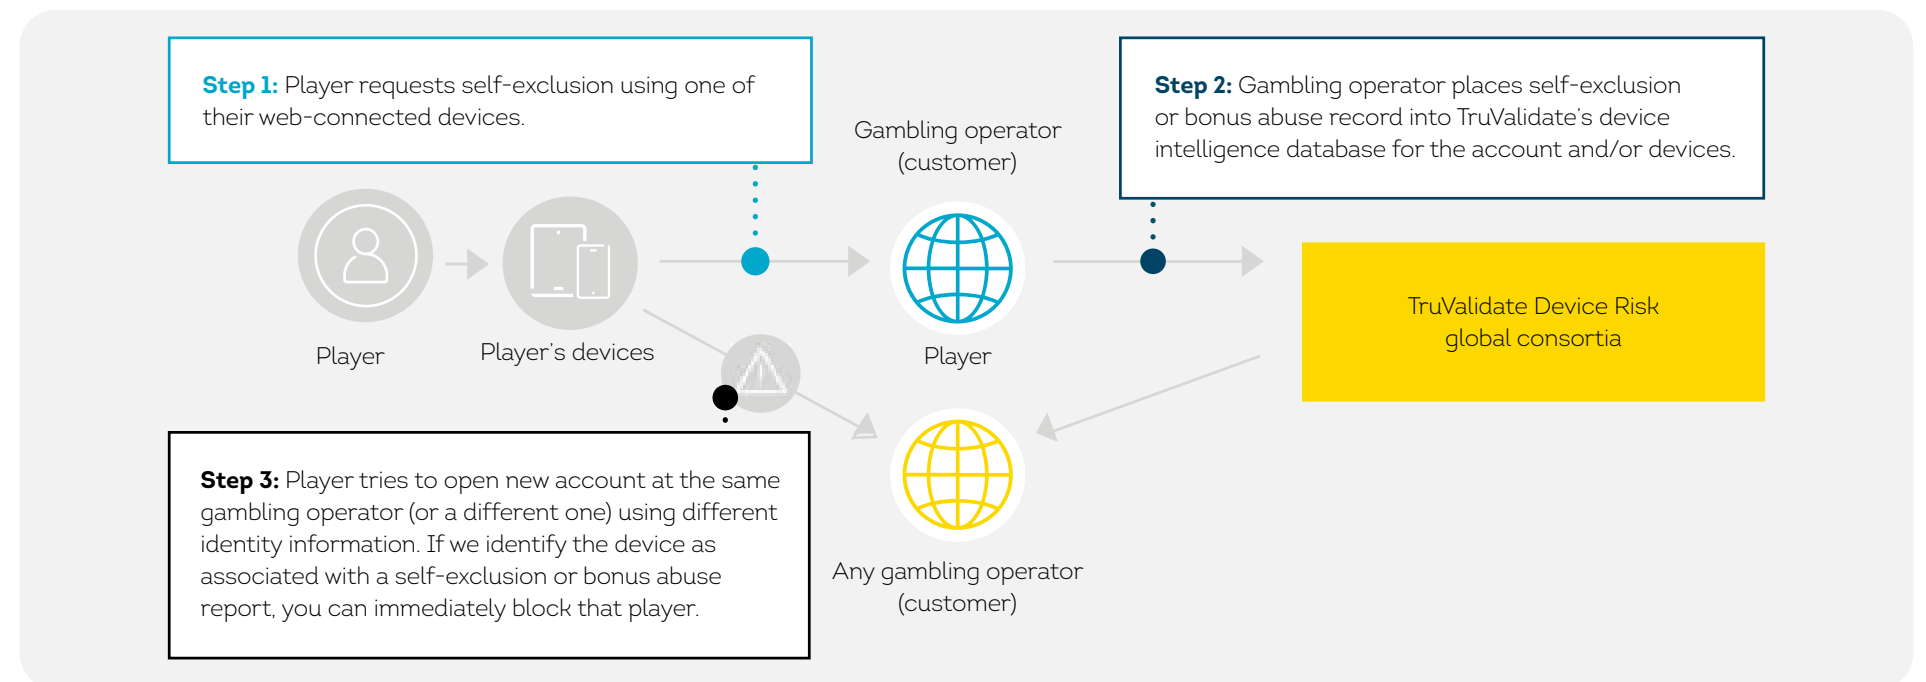 Step 1: Player requests self-exclusion using one of
their web-connected devices.
Gambling operator
(customer)
Step 2: Gambling operator places self-exclusion
or bonus abuse record into TruValidate's device
intelligence database for the account and/or devices.
Player
Player's devices
Player
TruValidate Device Risk
global consortia
Step 3: Player tries to open new account at the same
gambling operator (or a different one) using different
identity information. If we identify the device as
associated with a self-exclusion or bonus abuse
report, you can immediately block that player.
Any gambling operator
(customer)